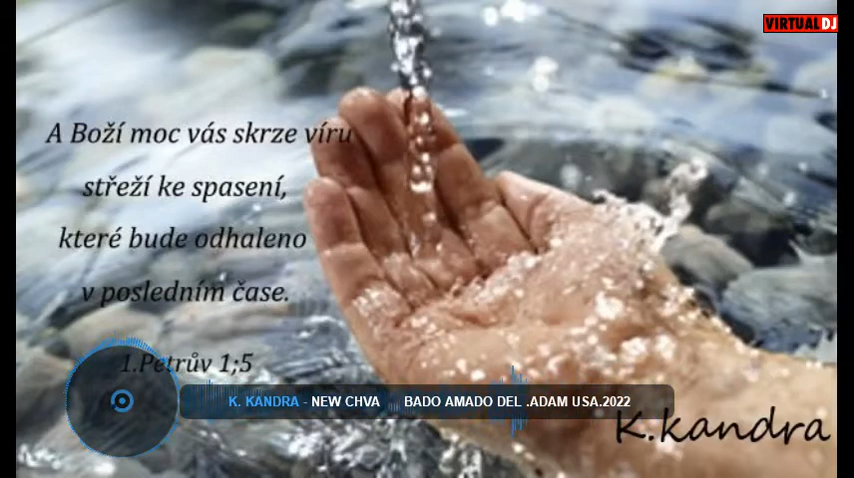 VIRTUAL DJ
A Boží moc vás skrze víru
střeží ke spasení,
které bude odhaleno
v posledním čase.
1.Petrův 1;5
K. KANDRA - NEW CHVA BADO AMADO DEL .ADAM USA.2022
K.kandra